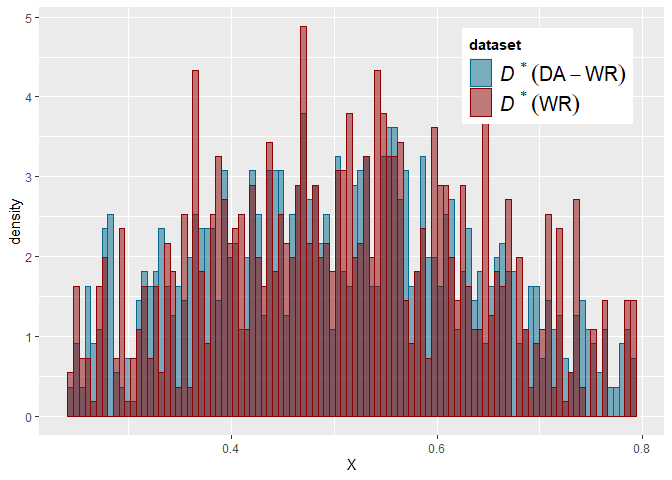 5
4
3
2
1
0
density
0.4
0.6
0.8
X
dataset
D * (DA − WR)
D * (WR)